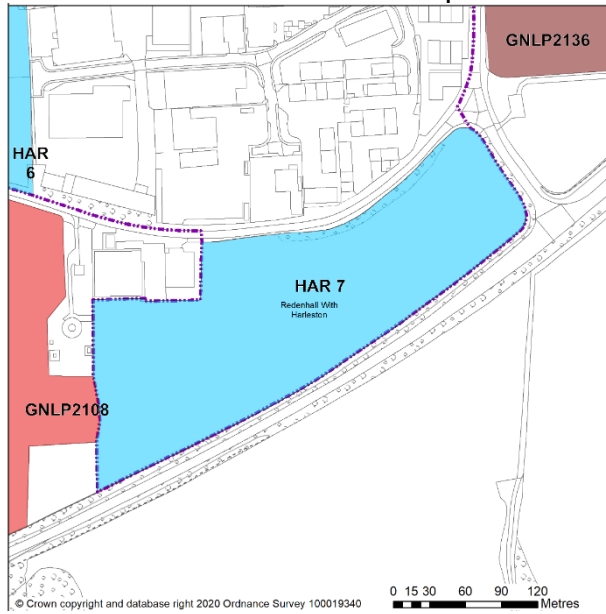 GNLP2136
HAR
6
HAR 7
Redenhall With
Harleston
GNLP2108
© Crown copyright and database right 2020 Ordnance Survey 100019340
0 15 30 60 90 120
Metres